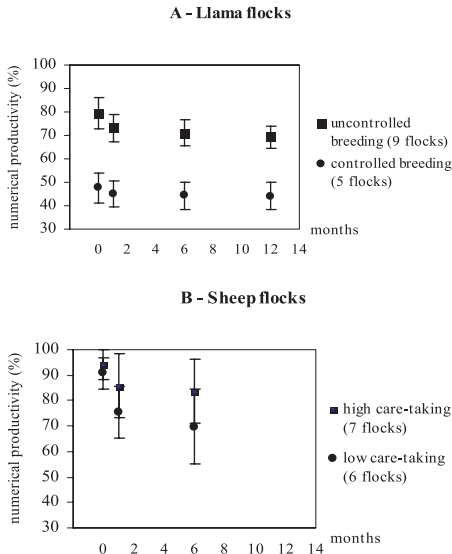 A - Llama flocks
numerical productivity (%)
100
90
80
70
60
50
40
30
0 2 4 6 8 10 12 14
months
uncontrolled
breeding (9 flocks)
controlled breeding
(5 flocks)
B - Sheep flocks
numerical productivity (%)
100
90
80
70
60
50
40
30
0 2 4 6 8 10 12 14
months
high care-taking
(7 flocks)
low care-taking
(6 flocks)